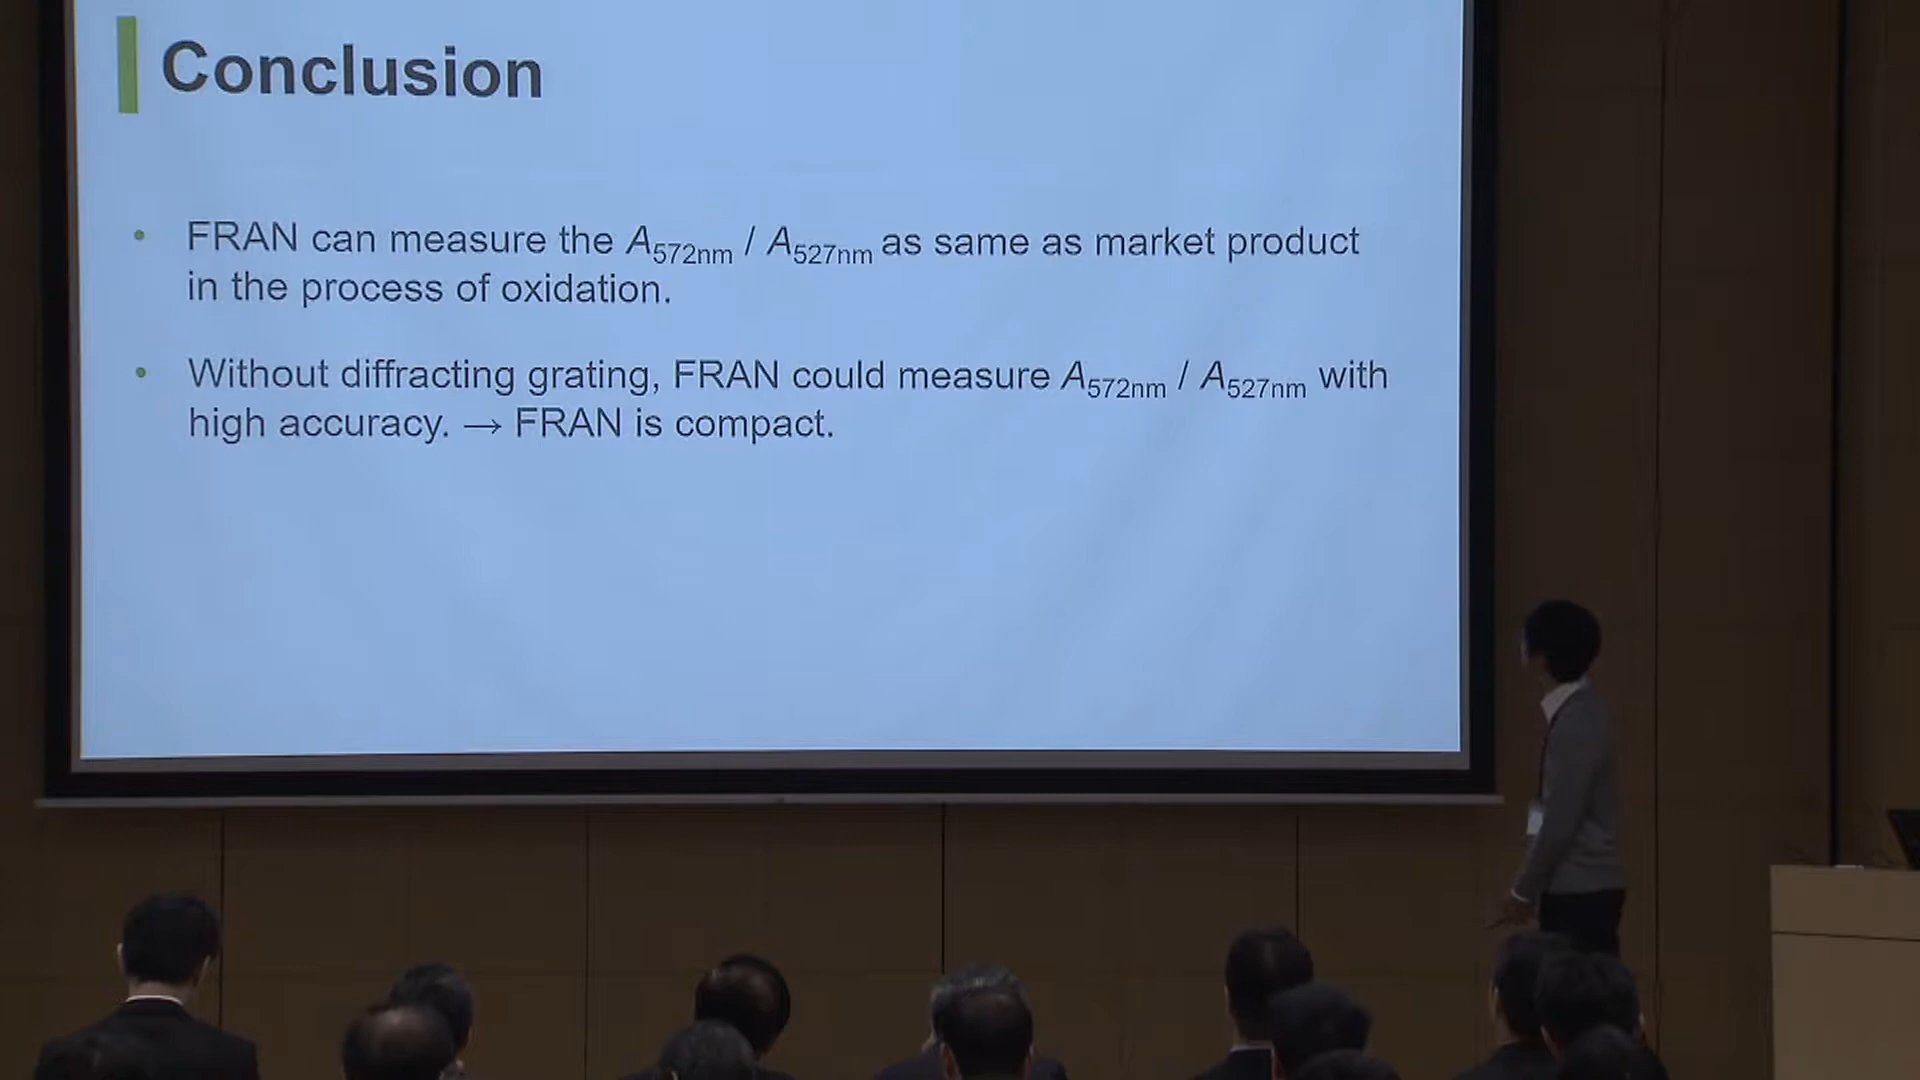 Conclusion
• FRAN can measure the A572nm / A527nm as same as market product
in the process of oxidation.
• Without diffracting grating, FRAN could measure A572nm / A527nm with
high accuracy. → FRAN is compact.